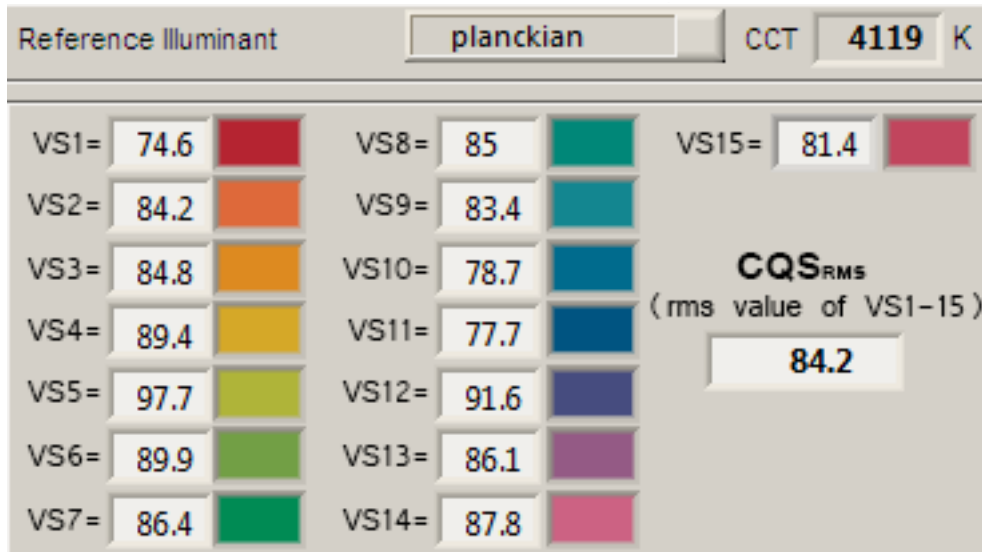 Reference Illuminant planckian CCT 4119 K
VS1= 74.6 VS8= 85 VS15= 81.4
VS2= 84.2 VS9= 83.4
VS3= 84.8 VS10= 78.7
CQSRMS
(rms value of VS1-15)
VS4= 89.4 VS11= 77.7
84.2
VS5= 97.7 VS12= 91.6
VS6= 89.9 VS13= 86.1
VS7= 86.4 VS14= 87.8